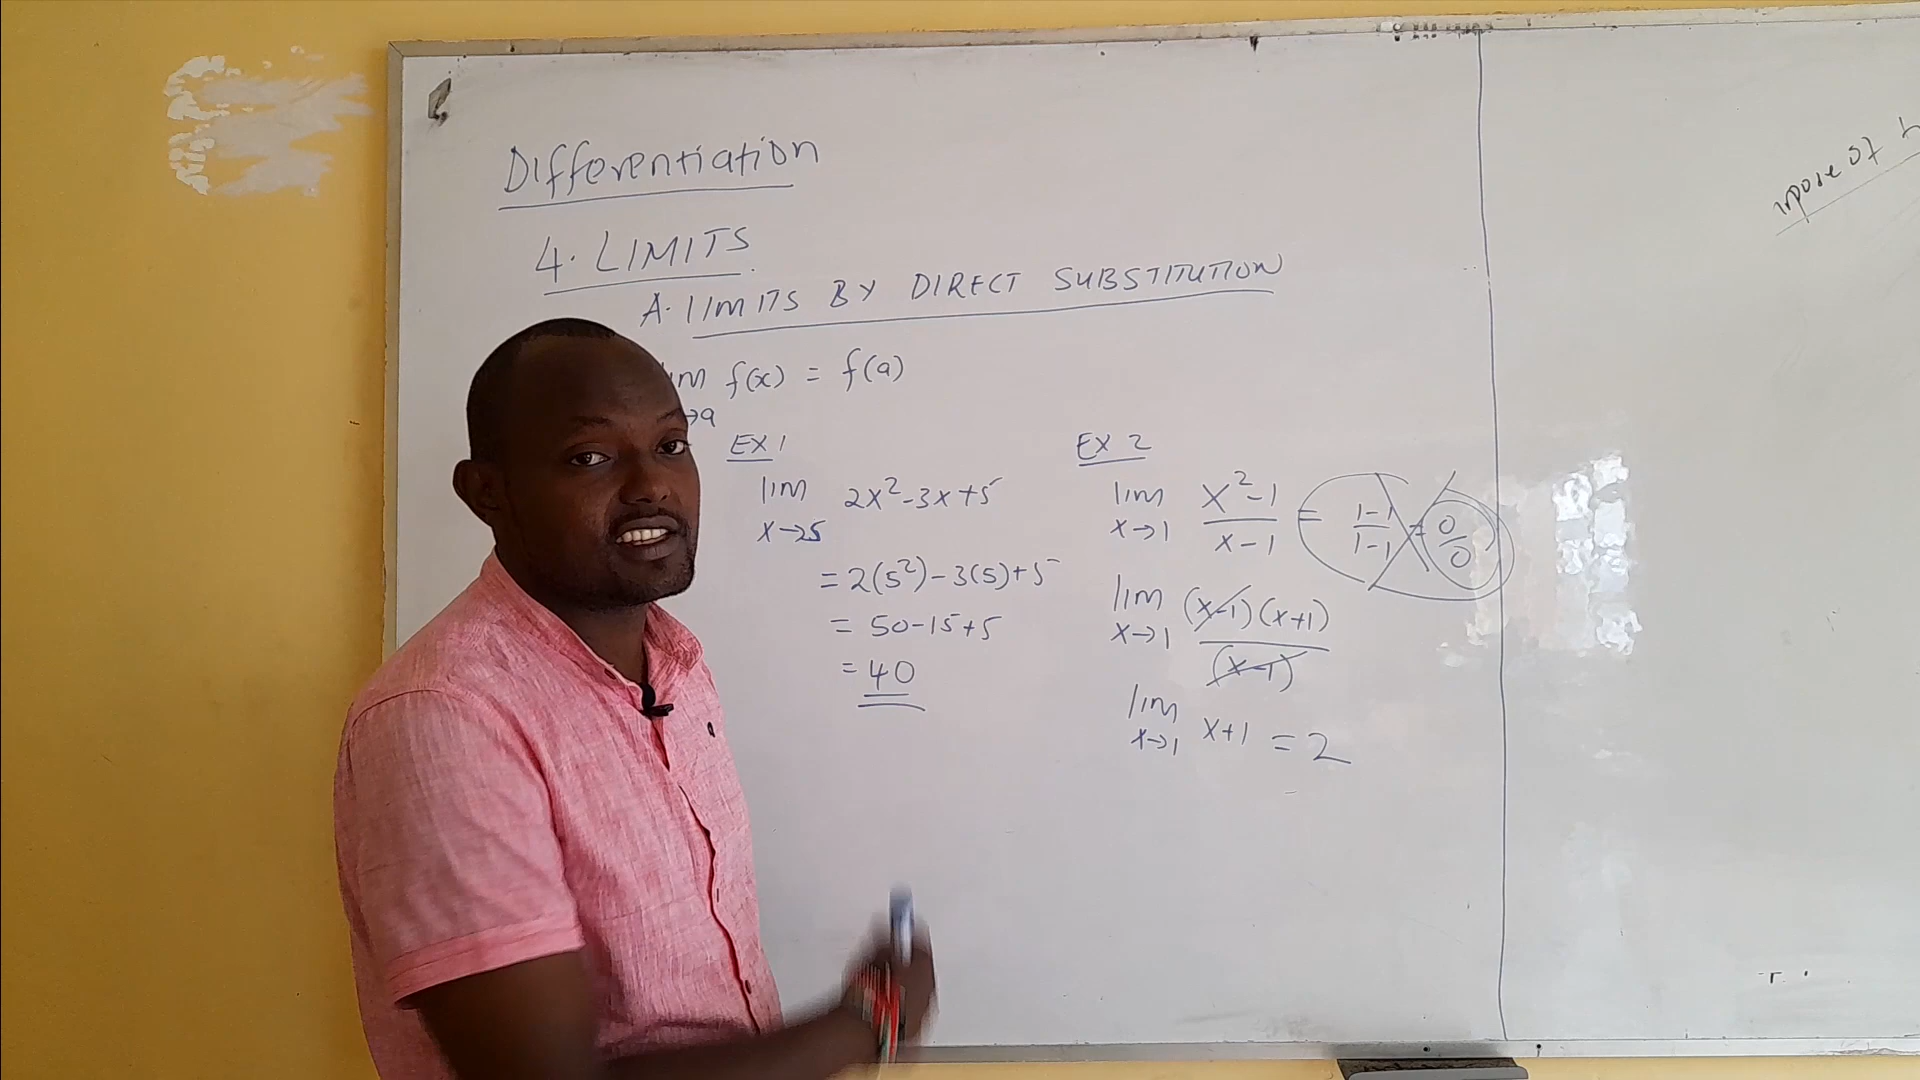 Differentiation
4. LIMITS
A. LIMITS BY DIRECT SUBSTITUTION
lim f(x) = f(a)
→a
EX 1
lim 2x²-3x+5
x→5
= 2(5²)-3(5)+5
= 50-15+5
= 40
EX 2
lim x²-1 / x-1 = 1-1 / 1-1 = 0/0
x→1
lim (x-1)(x+1) / (x-1)
x→1
lim x+1 = 2
x→1
of